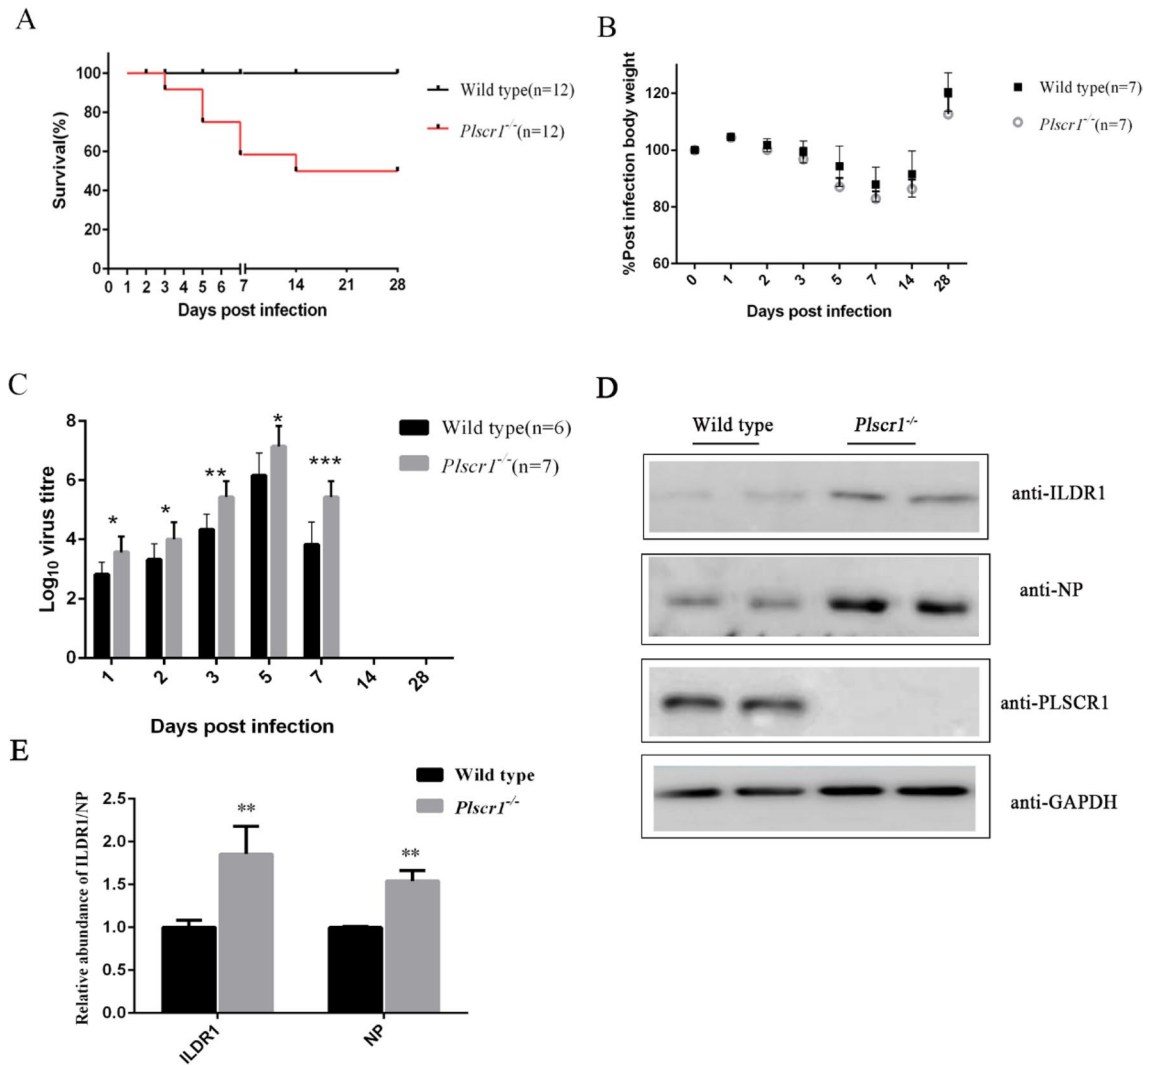 A
Survival(%)
100
80
60
40
20
0
0 1 2 3 4 5 6 7 14 21 28
Days post infection
Wild type(n=12)
Plscr1-/-(n=12)
B
%Post infection body weight
120
100
80
60
0 1 2 3 5 7 14 28
Days post infection
Wild type(n=7)
Plscr1-/-(n=7)
C
Log10 virus titre
8
6
4
2
0
* * ** * ***
1 2 3 5 7 14 28
Days post infection
Wild type(n=6)
Plscr1-/-(n=7)
D
Wild type Plscr1-/-
anti-ILDR1
anti-NP
anti-PLSCR1
anti-GAPDH
E
Relative abundance of ILDR1/NP
2.5
2.0
1.5
1.0
0.5
0.0
** **
ILDR1 NP
Wild type
Plscr1-/-